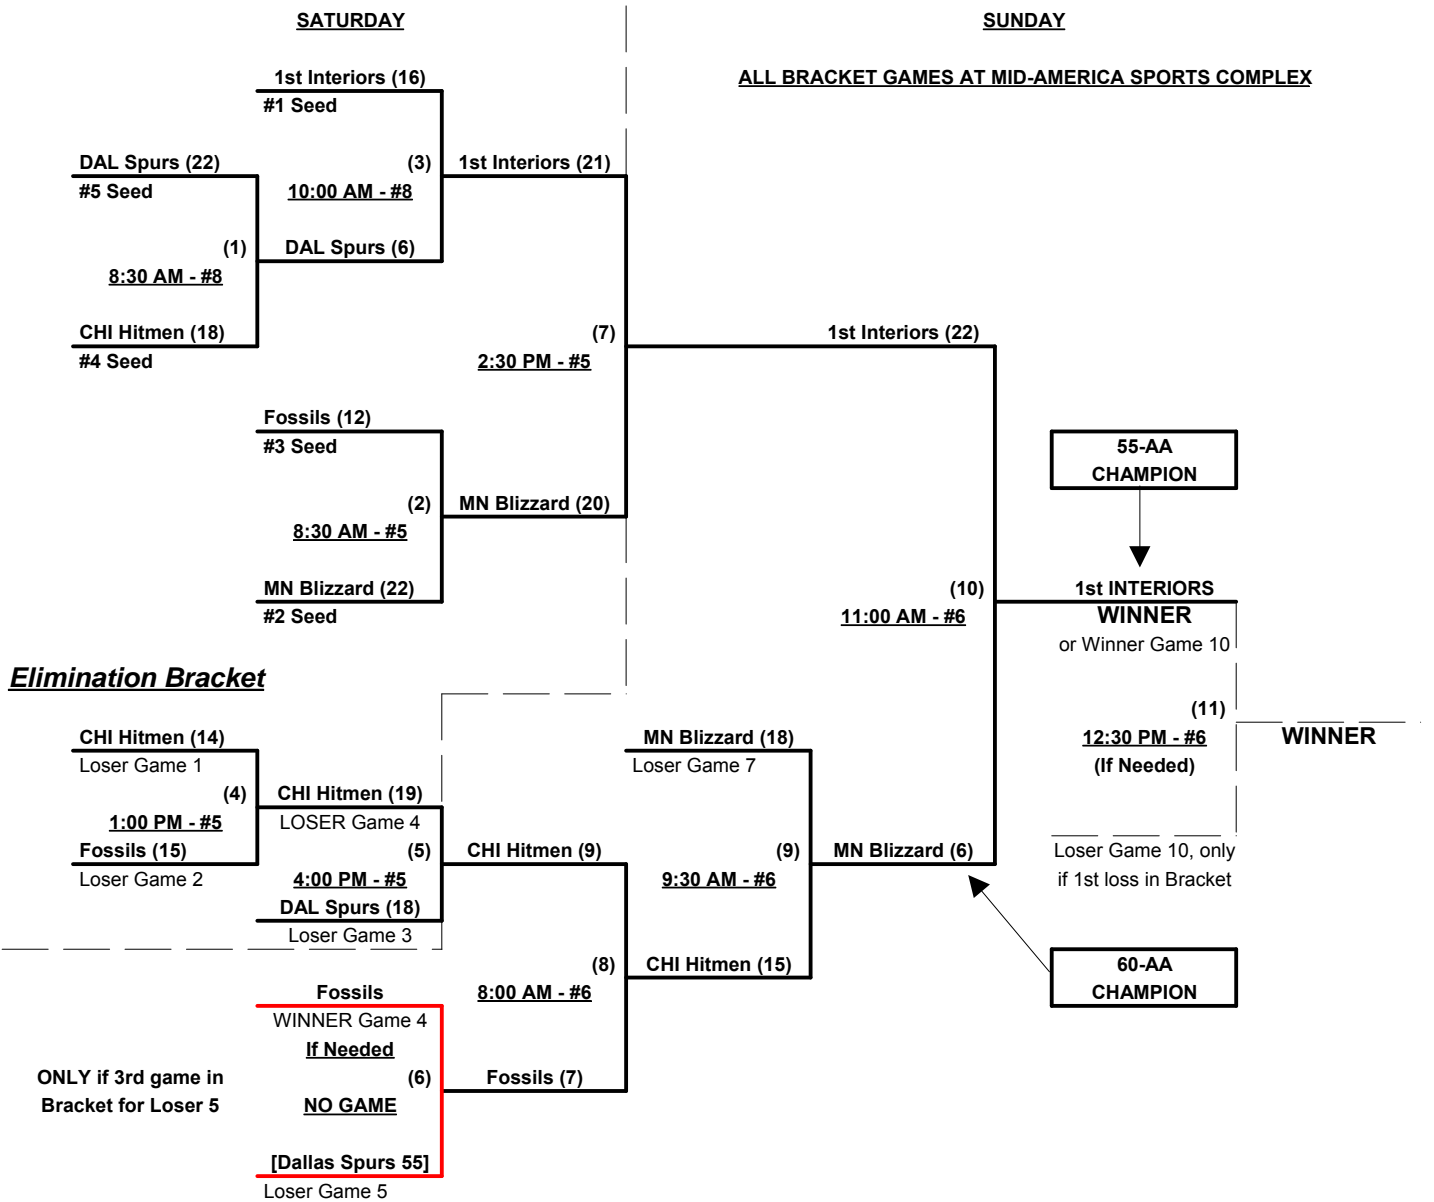 SATURDAY
SUNDAY
1st Interiors (16)
ALL BRACKET GAMES AT MID-AMERICA SPORTS COMPLEX
#1 Seed
DAL Spurs (22)
(3)
1st Interiors (21)
#5 Seed
10:00 AM - #8
(1)
DAL Spurs (6)
8:30 AM - #8
CHI Hitmen (18)
(7)
1st Interiors (22)
#4 Seed
2:30 PM - #5
Fossils (12)
#3 Seed
55-AA
CHAMPION
(2)
MN Blizzard (20)
8:30 AM - #5
MN Blizzard (22)
(10)
1st INTERIORS
#2 Seed
11:00 AM - #6
WINNER
or Winner Game 10
Elimination Bracket
(11)
CHI Hitmen (14)
MN Blizzard (18)
12:30 PM - #6
WINNER
Loser Game 1
Loser Game 7
(If Needed)
(4)
CHI Hitmen (19)
1:00 PM - #5
LOSER Game 4
Fossils (15)
(5)
CHI Hitmen (9)
(9)
MN Blizzard (6)
Loser Game 10, only
Loser Game 2
4:00 PM - #5
9:30 AM - #6
if 1st loss in Bracket
DAL Spurs (18)
Loser Game 3
(8)
CHI Hitmen (15)
60-AA
Fossils
8:00 AM - #6
CHAMPION
WINNER Game 4
If Needed
ONLY if 3rd game in
(6)
Fossils (7)
Bracket for Loser 5
NO GAME
[Dallas Spurs 55]
Loser Game 5